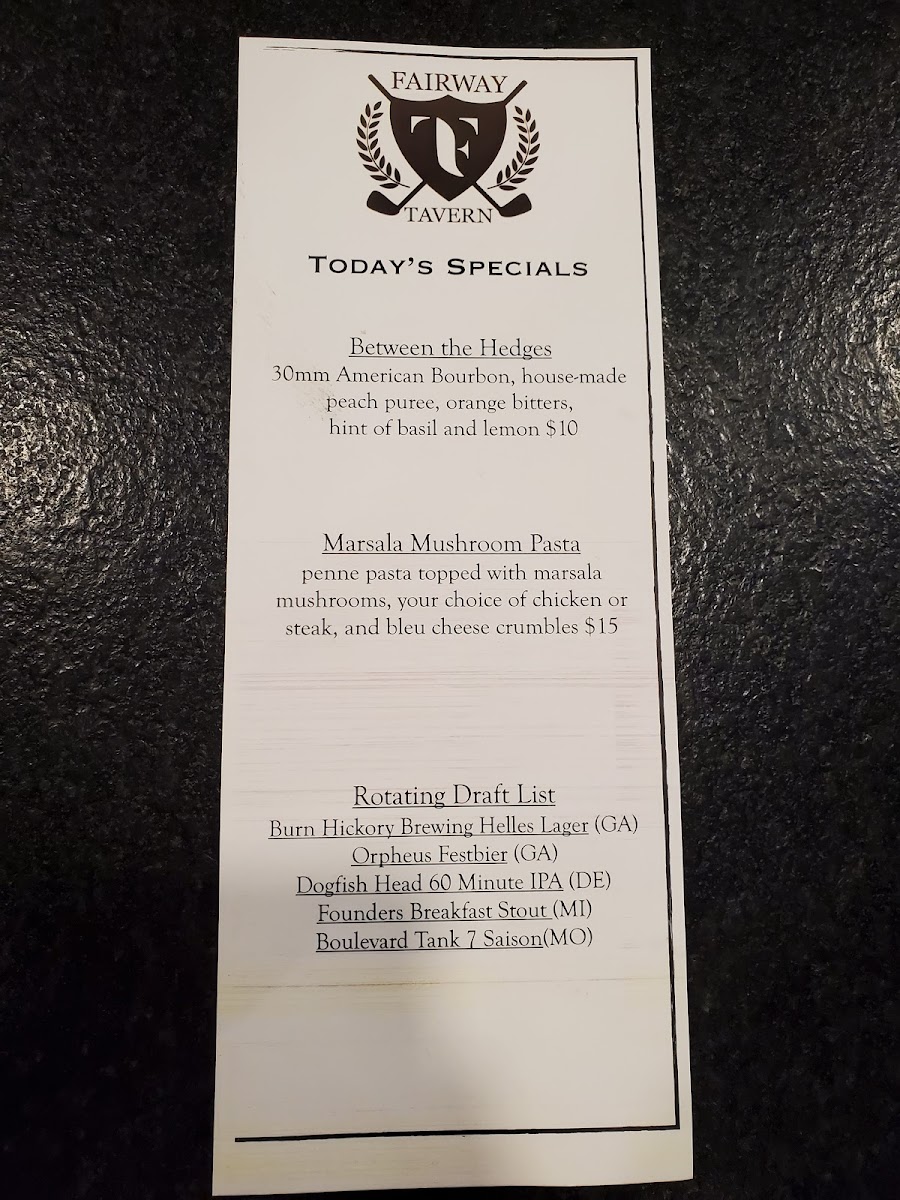 FAIRWAY
TF
TAVERN
TODAY'S SPECIALS
Between the Hedges
30mm American Bourbon, house-made
peach puree, orange bitters,
hint of basil and lemon $10
Marsala Mushroom Pasta
penne pasta topped with marsala
mushrooms, your choice of chicken or
steak, and bleu cheese crumbles $15
Rotating Draft List
Burn Hickory Brewing Helles Lager (GA)
Orpheus Festbier (GA)
Dogfish Head 60 Minute IPA (DE)
Founders Breakfast Stout (MI)
Boulevard Tank 7 Saison(MO)